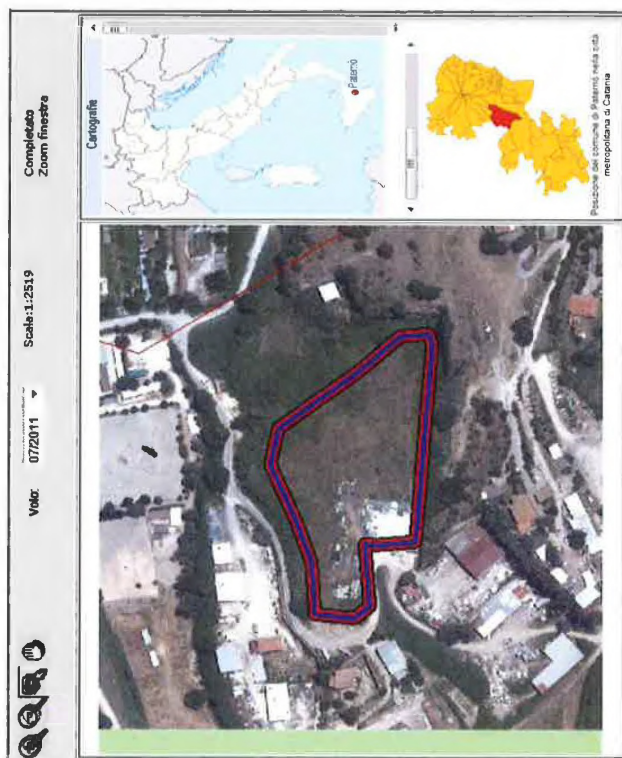 Volo: 07/2011 Scala:1:2519 Completato
Zoom finestra
Cartografie
Paternò
Posizione del comune di Paternò nella città
metropolitana di Catania